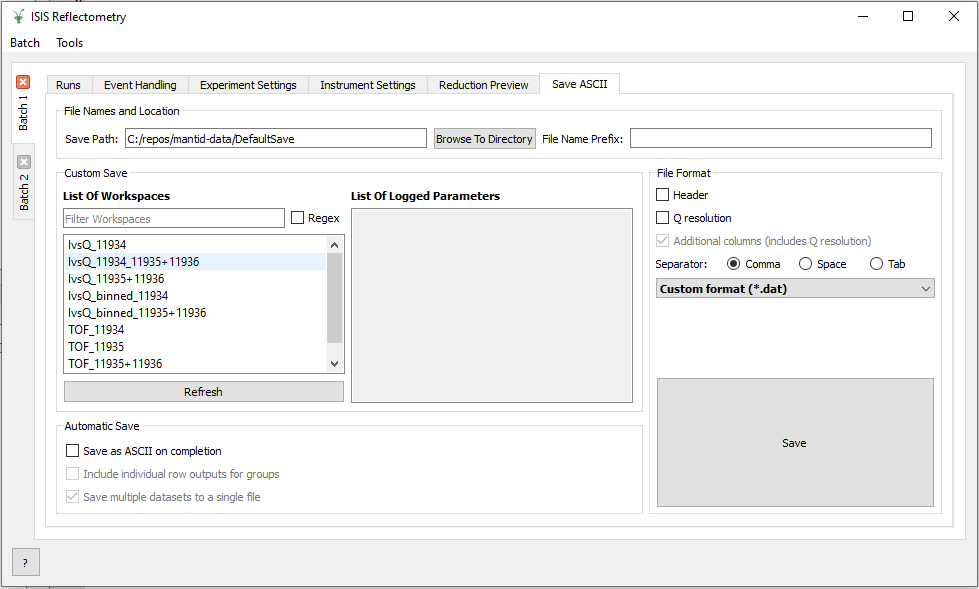 ISIS Reflectometry
Batch Tools
Batch 1
Batch 2
Runs Event Handling Experiment Settings Instrument Settings Reduction Preview Save ASCII
File Names and Location
Save Path: C:/repos/mantid-data/DefaultSave Browse To Directory File Name Prefix:
Custom Save
List Of Workspaces
Filter Workspaces Regex
IvsQ_11934
IvsQ_11934_11935+11936
IvsQ_11935+11936
IvsQ_binned_11934
IvsQ_binned_11935+11936
TOF_11934
TOF_11935
TOF_11935+11936
Refresh
List Of Logged Parameters
File Format
Header
Q resolution
Additional columns (includes Q resolution)
Separator: Comma Space Tab
Custom format (*.dat)
Save
Automatic Save
Save as ASCII on completion
Include individual row outputs for groups
Save multiple datasets to a single file
?